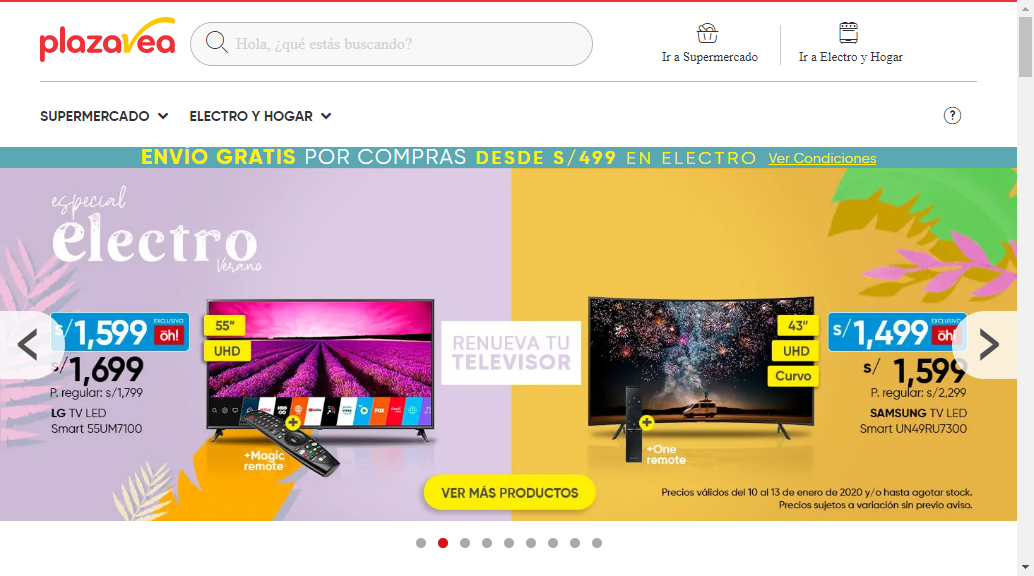 plazavea
Hola, ¿qué estás buscando?
Ir a Supermercado
Ir a Electro y Hogar
SUPERMERCADO
ELECTRO Y HOGAR
?
ENVÍO GRATIS POR COMPRAS DESDE S/499 EN ELECTRO Ver Condiciones
especial
electro
Verano
S/1,599 EXCLUSIVO oh!
S/1,699
P. regular: s/1,799
LG TV LED
Smart 55UM7100
55”
UHD
+Magic
remote
RENUEVA TU
TELEVISOR
43”
UHD
Curvo
+One
remote
S/1,499 EXCLUSIVO oh!
S/ 1,599
P. regular: s/2,299
SAMSUNG TV LED
Smart UN49RU7300
VER MÁS PRODUCTOS
Precios válidos del 10 al 13 de enero de 2020 y/o hasta agotar stock.
Precios sujetos a variación sin previo aviso.